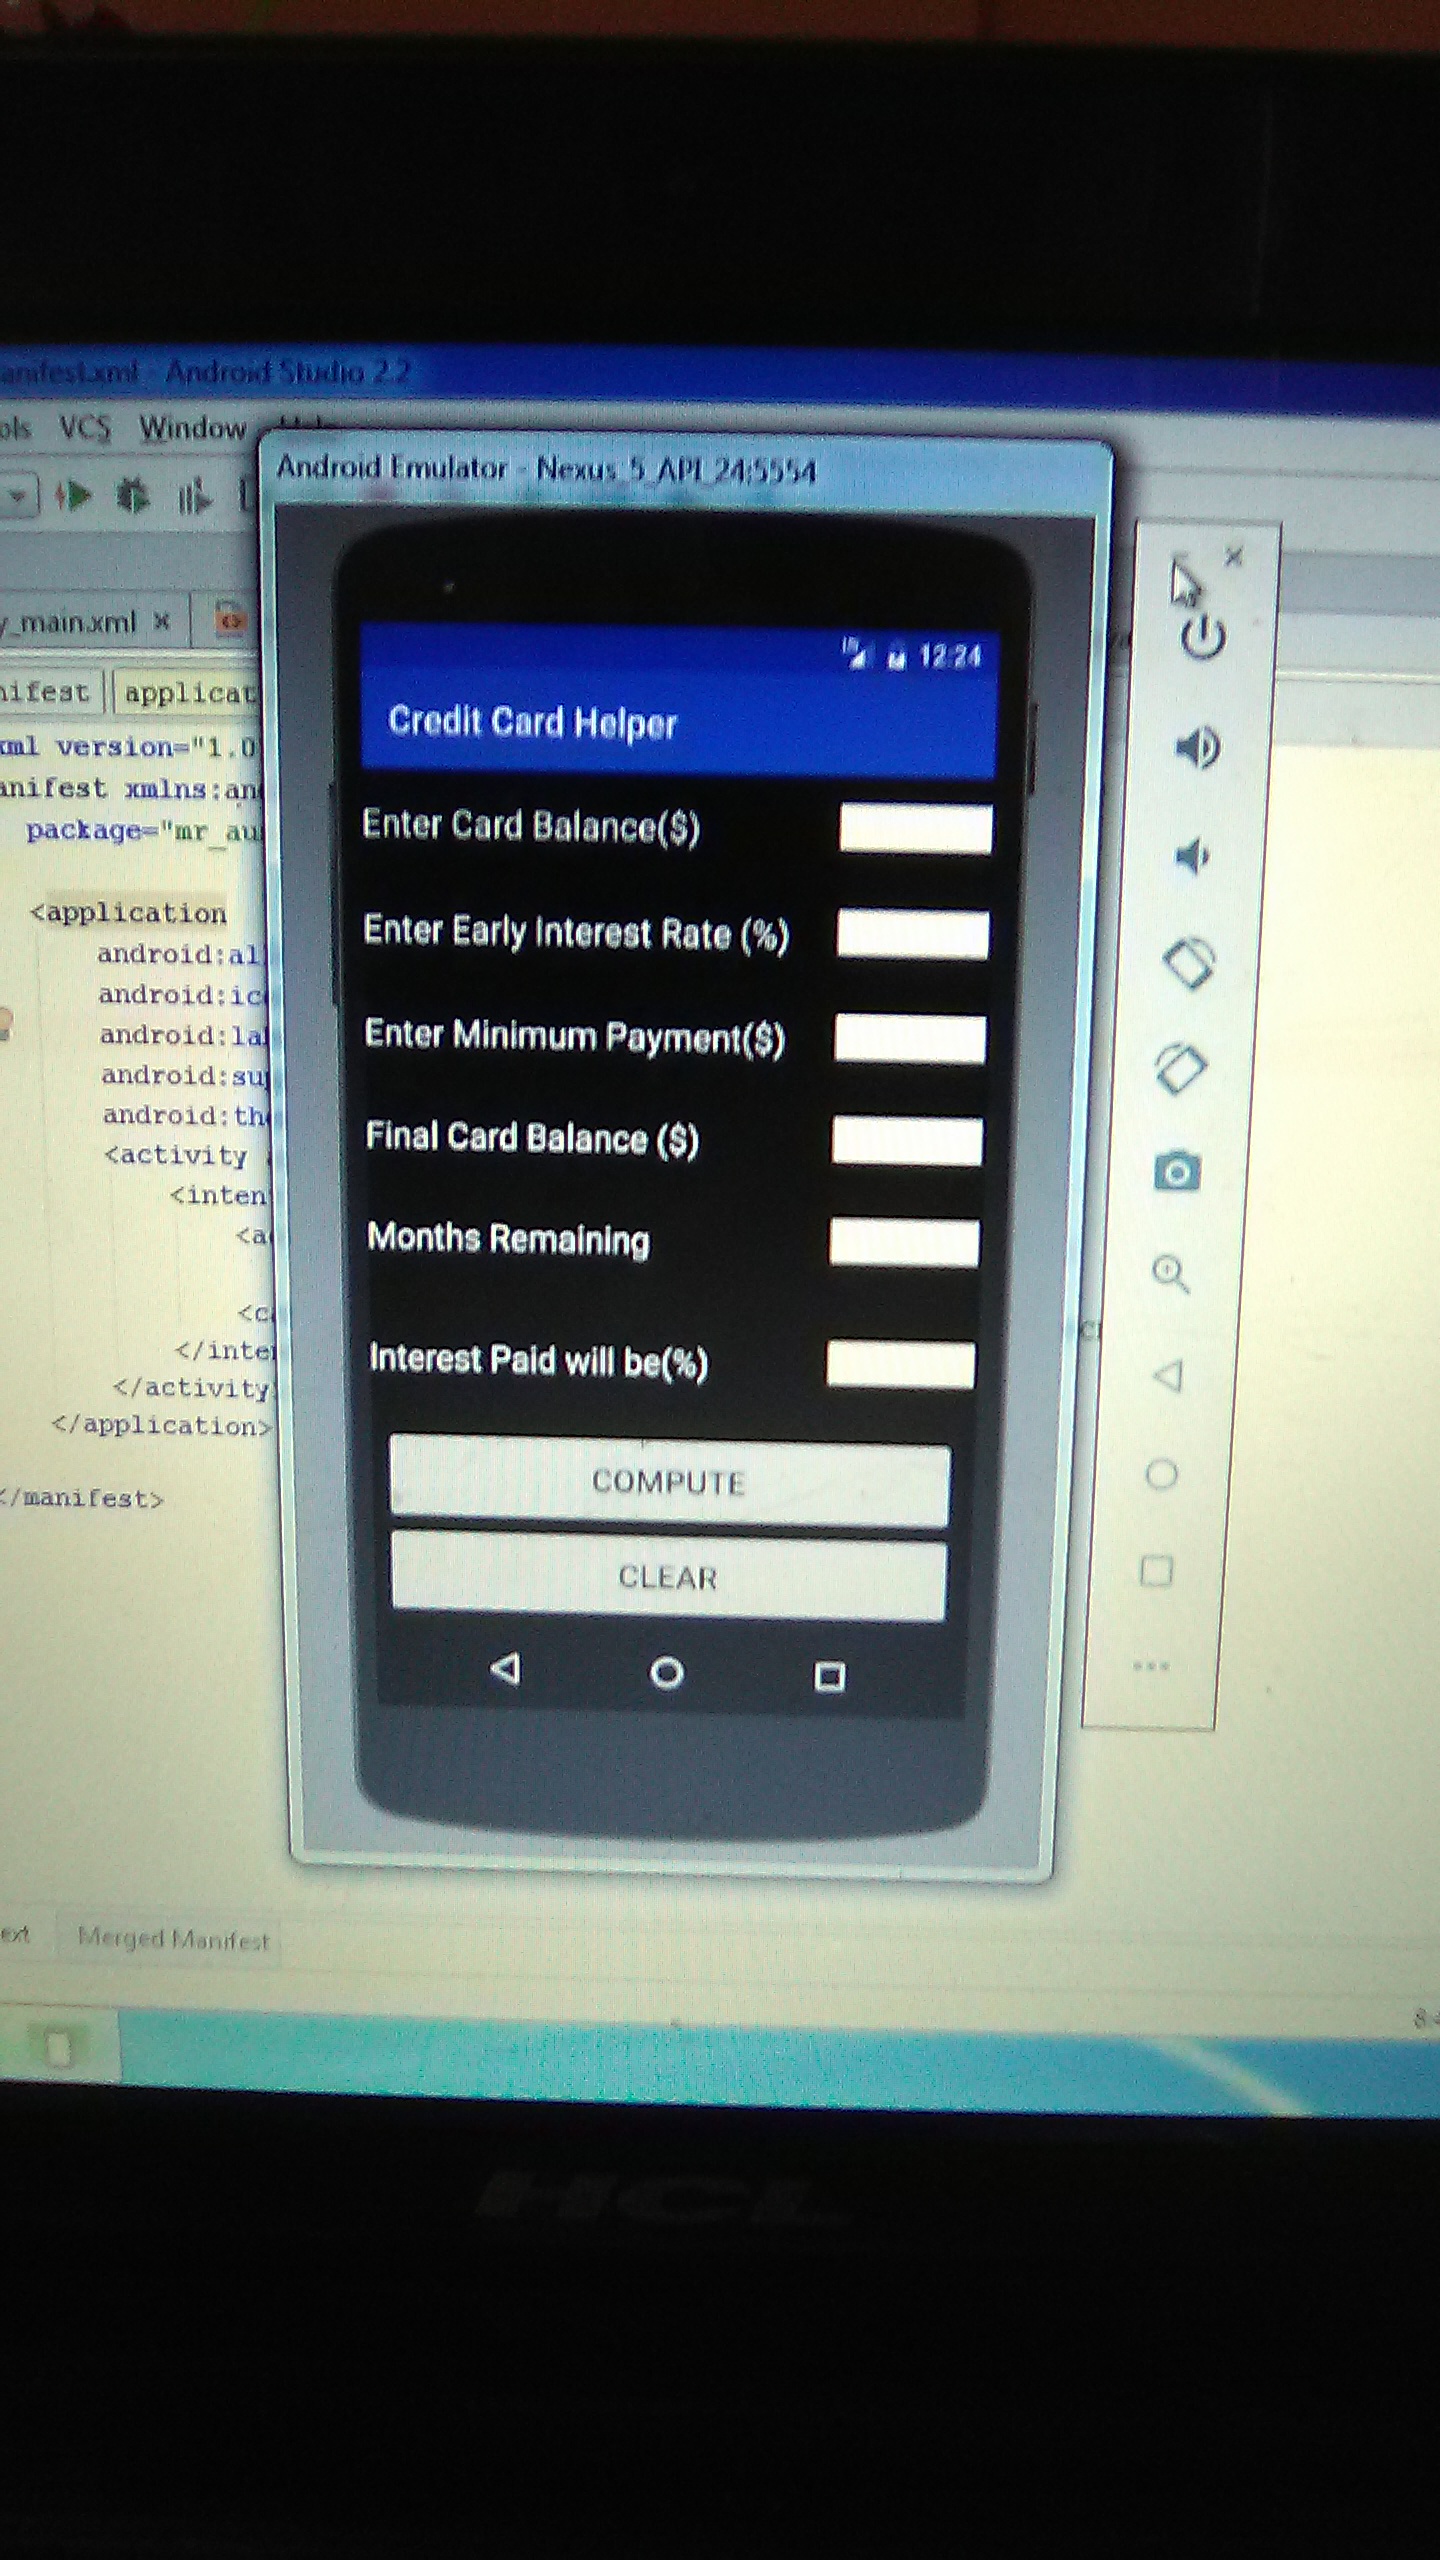 anifest.xml - Android Studio 2.2
ols VCS Window
Android Emulator - Nexus_5_API_24:5554
y_main.xml
nifest applicat
xml version="1.0
anifest xmlns:an
package="mr_au
<application
android:al
android:ic
android:la
android:su
android:th
<activity
<inten
<a
<c
</inte
</activity
</application>
</manifest>
12:24
Credit Card Helper
Enter Card Balance($)
Enter Early Interest Rate (%)
Enter Minimum Payment($)
Final Card Balance ($)
Months Remaining
Interest Paid will be(%)
COMPUTE
CLEAR
ext Merged Manifest
HCL